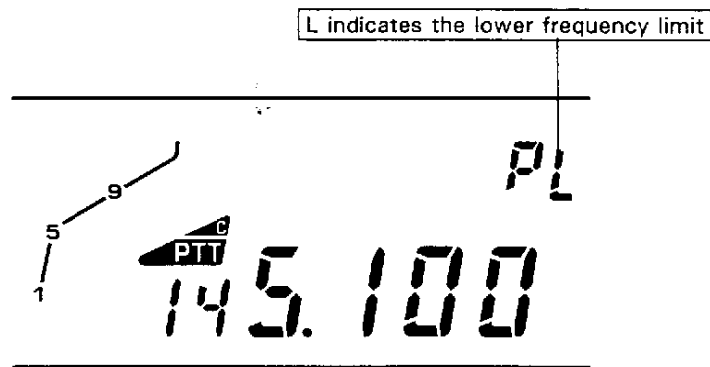 L indicates the lower frequency limit
PL
9
5
C
PTT
1
145.100